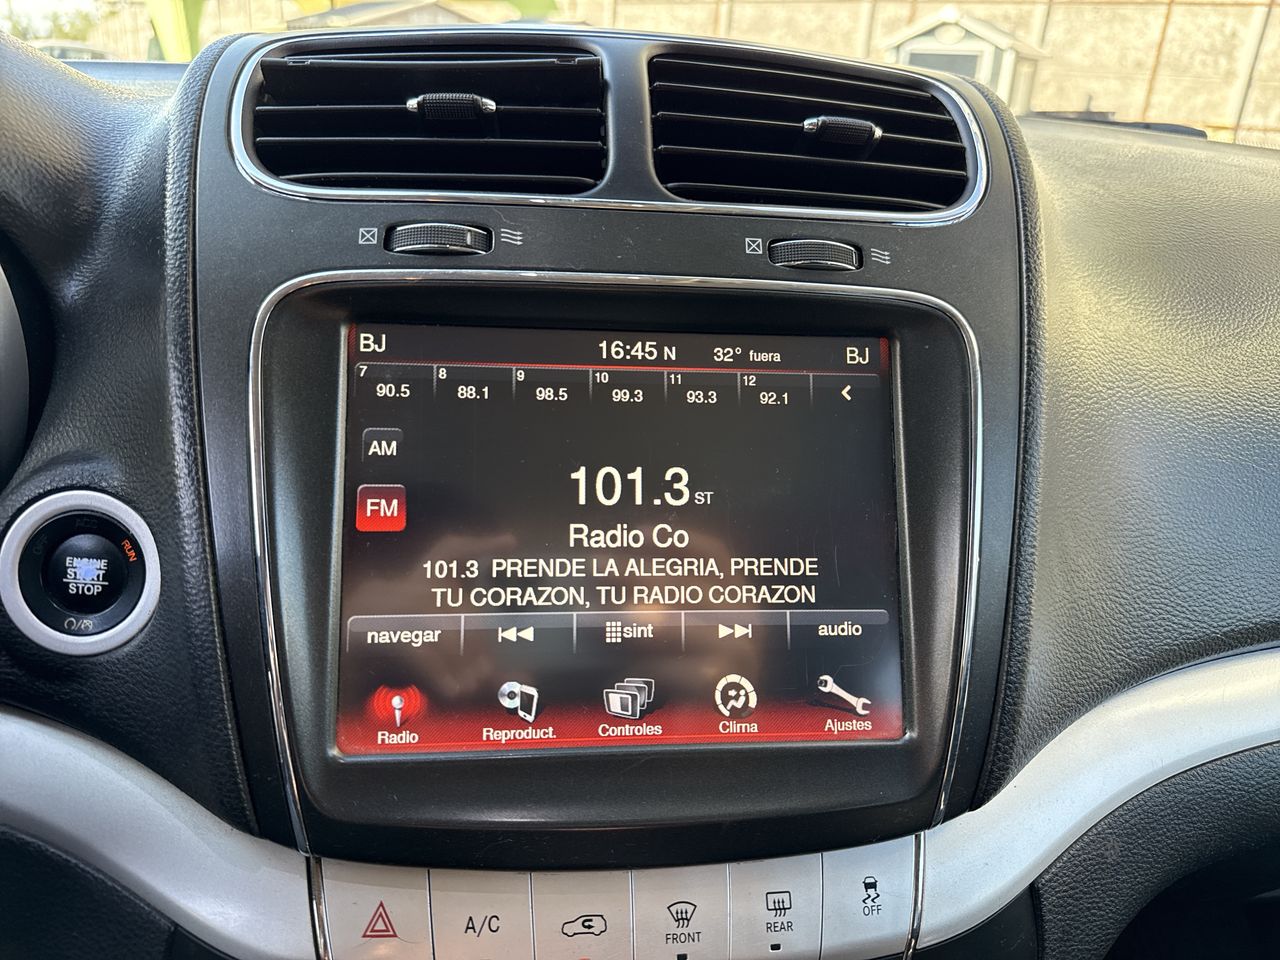 BJ
16:45 N
32° fuera
BJ
7 90.5
8 88.1
9 98.5
10 99.3
11 93.3
12 92.1
AM
101.3 ST
FM
Radio Co
101.3 PRENDE LA ALEGRIA, PRENDE
TU CORAZON, TU RADIO CORAZON
navegar
sint
audio
Radio
Reproduct.
Controles
Clima
Ajustes
RUN
ENGINE
START
STOP
A/C
FRONT
REAR
OFF